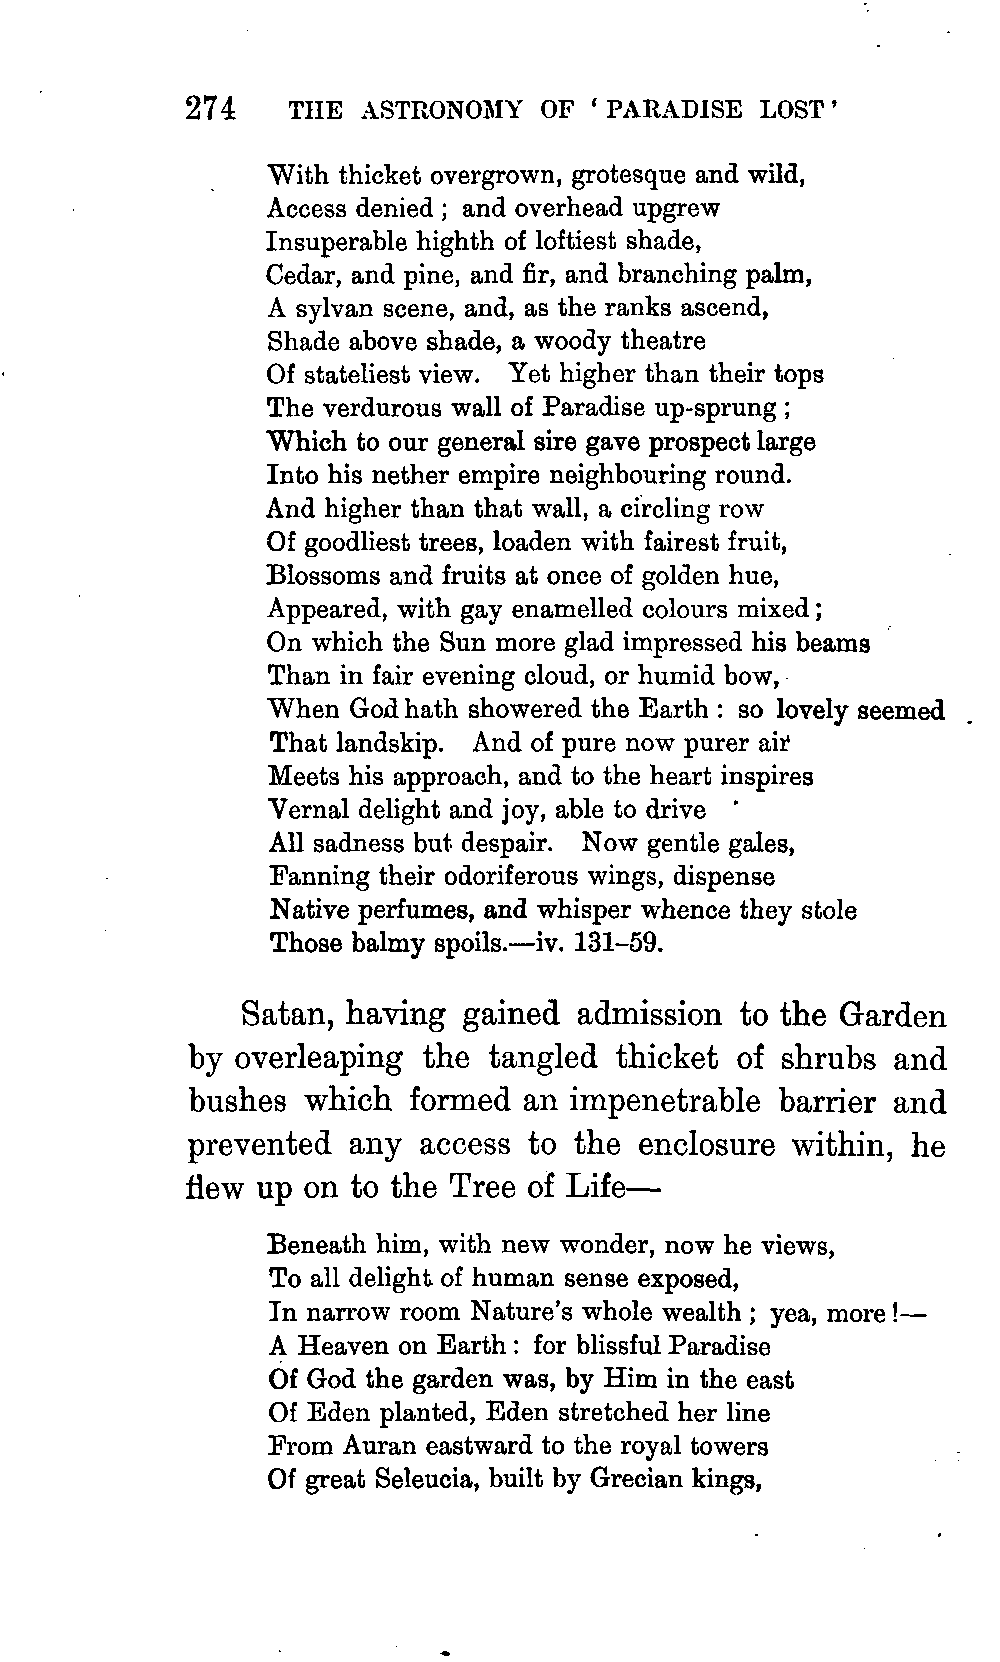 274 THE ASTRONOMY OF ‘PARADISE LOST’
With thicket overgrown, grotesque and wild,
Access denied; and overhead upgrew
Insuperable highth of loftiest shade,
Cedar, and pine, and fir, and branching palm,
A sylvan scene, and, as the ranks ascend,
Shade above shade, a woody theatre
Of stateliest view. Yet higher than their tops
The verdurous wall of Paradise up-sprung;
Which to our general sire gave prospect large
Into his nether empire neighbouring round.
And higher than that wall, a circling row
Of goodliest trees, loaden with fairest fruit,
Blossoms and fruits at once of golden hue,
Appeared, with gay enamelled colours mixed;
On which the Sun more glad impressed his beams
Than in fair evening cloud, or humid bow,
When God hath showered the Earth: so lovely seemed
That landskip. And of pure now purer air
Meets his approach, and to the heart inspires
Vernal delight and joy, able to drive
All sadness but despair. Now gentle gales,
Fanning their odoriferous wings, dispense
Native perfumes, and whisper whence they stole
Those balmy spoils.—iv. 131–59.
Satan, having gained admission to the Garden
by overleaping the tangled thicket of shrubs and
bushes which formed an impenetrable barrier and
prevented any access to the enclosure within, he
flew up on to the Tree of Life—
Beneath him, with new wonder, now he views,
To all delight of human sense exposed,
In narrow room Nature's whole wealth; yea, more!—
A Heaven on Earth: for blissful Paradise
Of God the garden was, by Him in the east
Of Eden planted, Eden stretched her line
From Auran eastward to the royal towers
Of great Seleucia, built by Grecian kings,